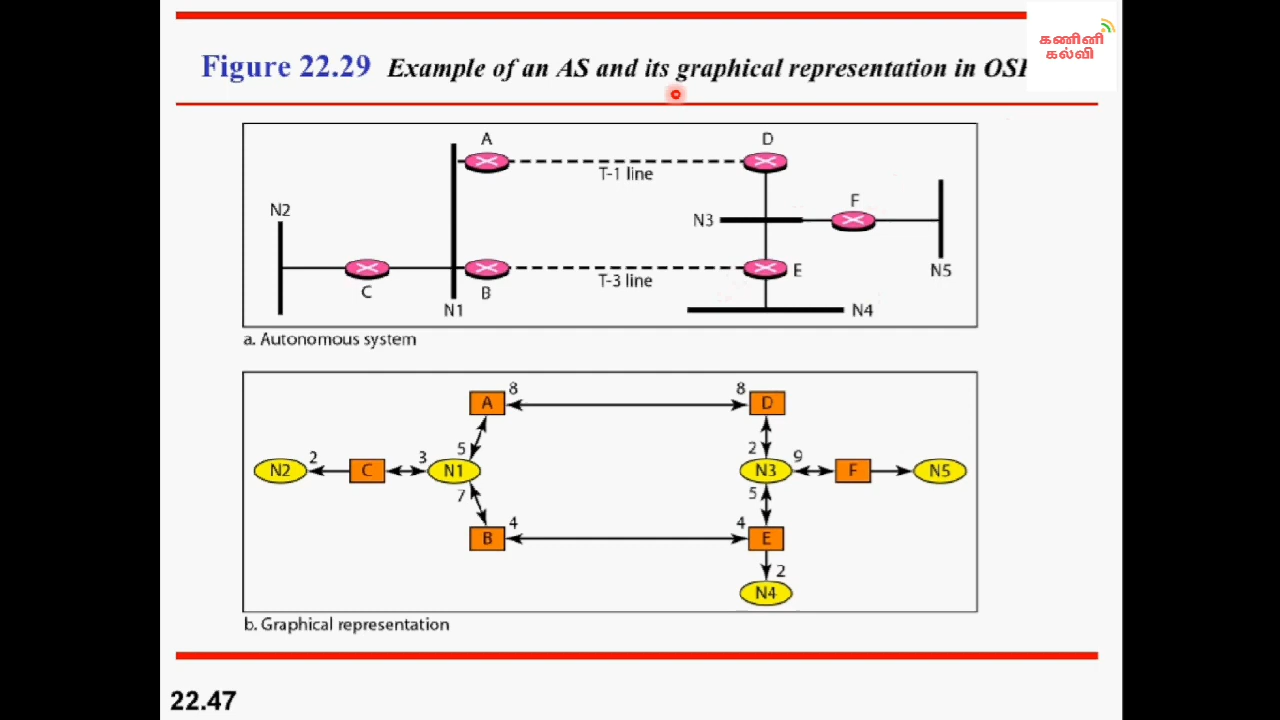 கணினி
கல்வி
Figure 22.29 Example of an AS and its graphical representation in
A
D
T-1 line
F
N2
N3
C
B
T-3 line
E
N5
N1
N4
a. Autonomous system
A 8
8 D
5
2
N2 2 C 3 N1
N3 9 F N5
7
5
B 4
4 E
2
N4
b. Graphical representation
22.47